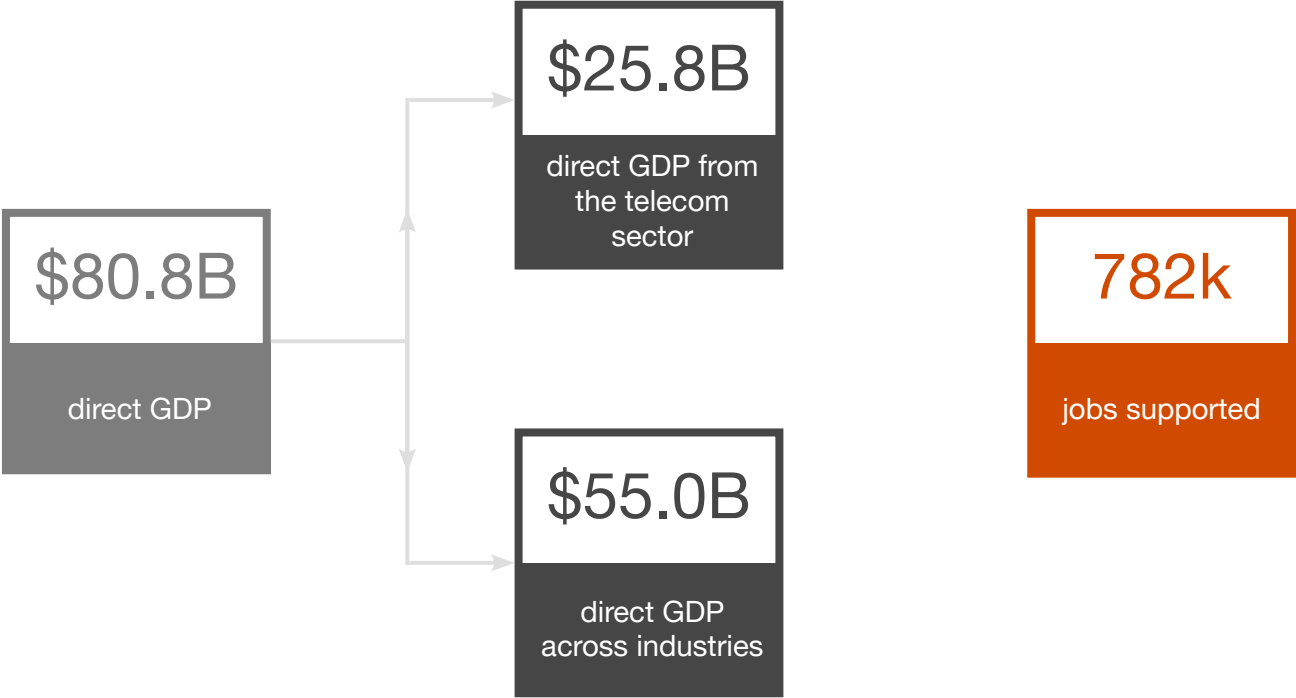 $80.8B
direct GDP
$25.8B
direct GDP from
the telecom
sector
$55.0B
direct GDP
across industries
782k
jobs supported